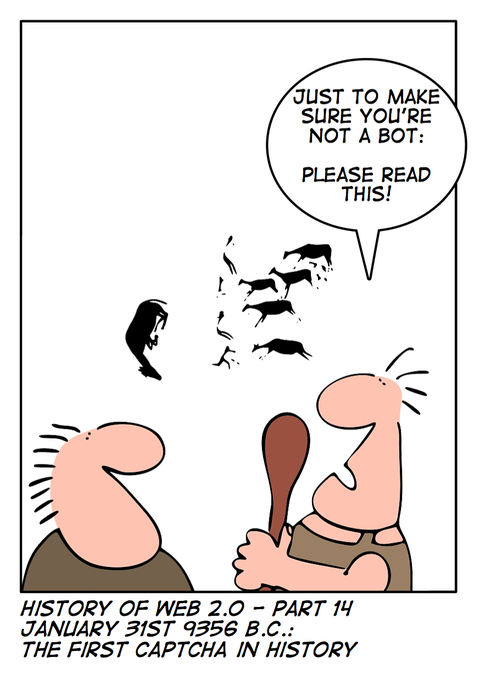 JUST TO MAKE
SURE YOU'RE
NOT A BOT:
PLEASE READ
THIS!
HISTORY OF WEB 2.0 - PART 14
JANUARY 31ST 9356 B.C.:
THE FIRST CAPTCHA IN HISTORY